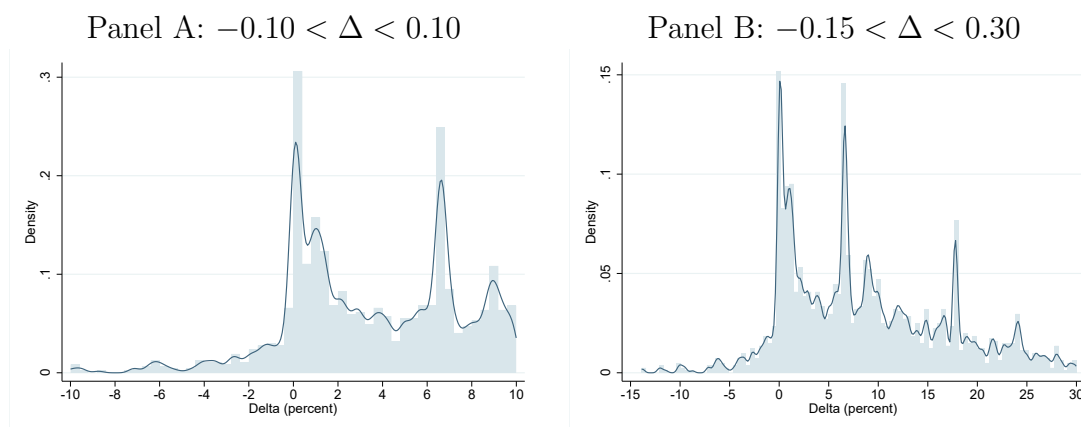 Panel A: −0.10 < Δ < 0.10
Density
.3
.2
.1
0
-10 -8 -6 -4 -2 0 2 4 6 8 10
Delta (percent)
Panel B: −0.15 < Δ < 0.30
Density
.15
.1
.05
0
-15 -10 -5 0 5 10 15 20 25 30
Delta (percent)